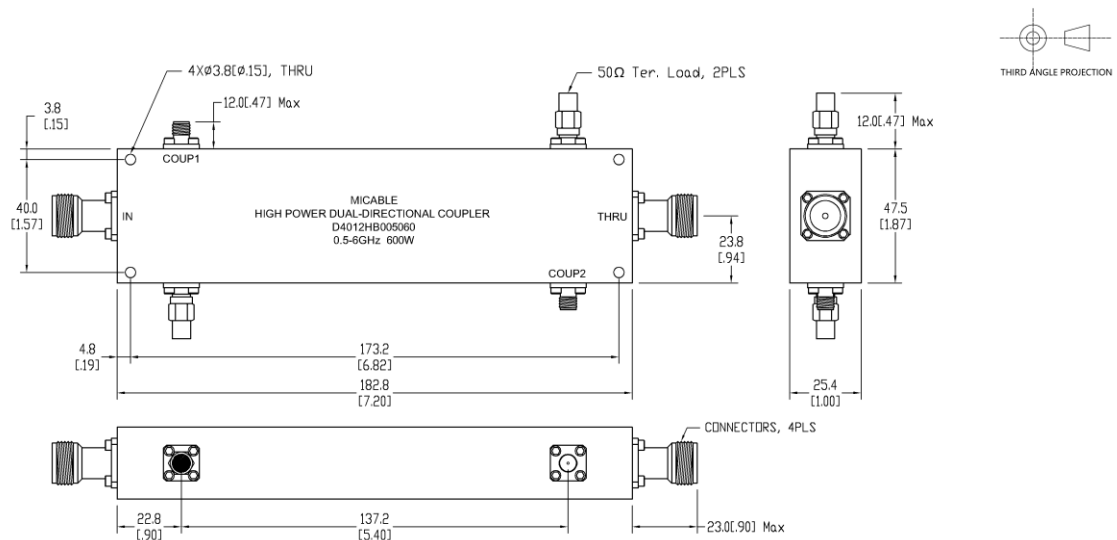 4XØ3.8[Ø.15], THRU
50Ω Ter. Load, 2PLS
THIRD ANGLE PROJECTION
3.8
[.15]
12.0[.47] Max
12.0[.47] Max
COUP1
40.0
[1.57]
IN
MICABLE
HIGH POWER DUAL-DIRECTIONAL COUPLER
D4012HB005060
0.5-6GHz 600W
THRU
23.8
[.94]
47.5
[1.87]
COUP2
4.8
[.19]
173.2
[6.82]
182.8
[7.20]
25.4
[1.00]
CONNECTORS, 4PLS
22.8
[.90]
137.2
[5.40]
23.0[.90] Max